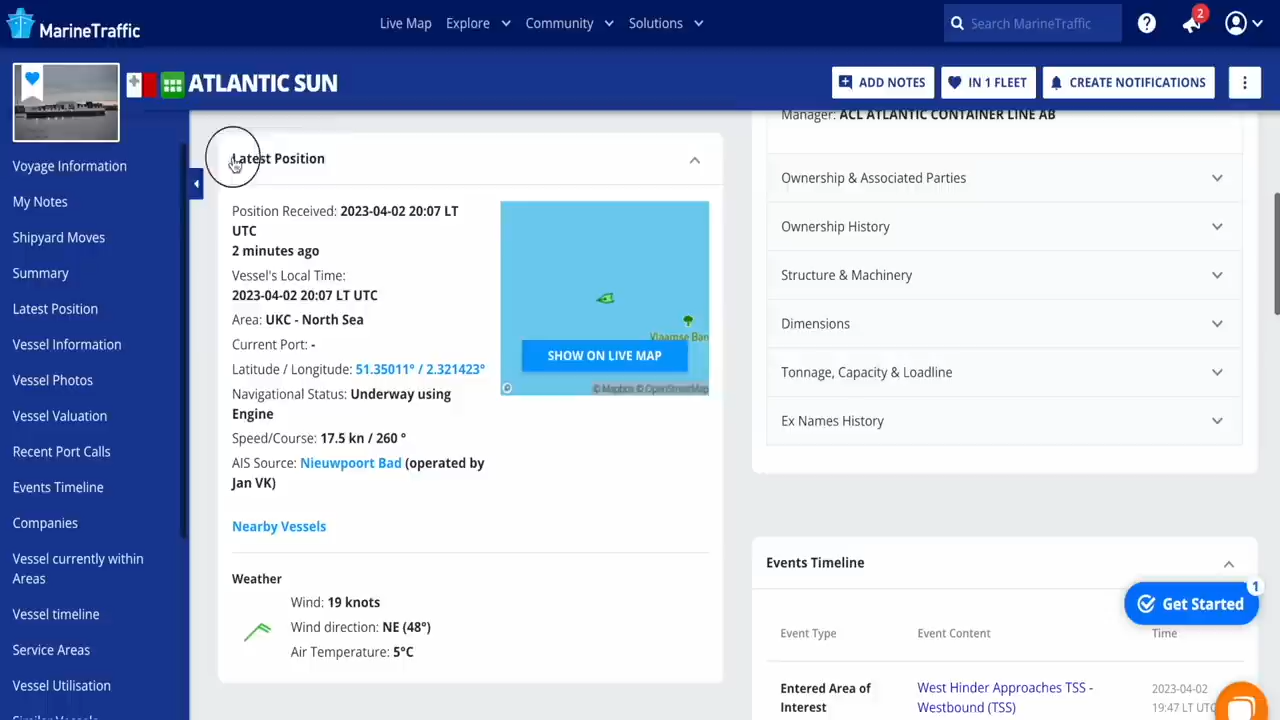 MarineTraffic
Live Map
Explore
Community
Solutions
Search MarineTraffic
2
ATLANTIC SUN
ADD NOTES
IN 1 FLEET
CREATE NOTIFICATIONS
Voyage Information
My Notes
Shipyard Moves
Summary
Latest Position
Vessel Information
Vessel Photos
Vessel Valuation
Recent Port Calls
Events Timeline
Companies
Vessel currently within
Areas
Vessel timeline
Service Areas
Vessel Utilisation
Similar Vessels
Latest Position
Position Received: 2023-04-02 20:07 LT
UTC
2 minutes ago
Vessel's Local Time:
2023-04-02 20:07 LT UTC
Area: UKC - North Sea
Current Port: -
Latitude / Longitude: 51.35011° / 2.321423°
Navigational Status: Underway using
Engine
Speed/Course: 17.5 kn / 260 °
AIS Source: Nieuwpoort Bad (operated by
Jan VK)
Nearby Vessels
Vlaamse Ban
SHOW ON LIVE MAP
© Mapbox © OpenStreetMap
Weather
Wind: 19 knots
Wind direction: NE (48°)
Air Temperature: 5°C
Manager: ACL ATLANTIC CONTAINER LINE AB
Ownership & Associated Parties
Ownership History
Structure & Machinery
Dimensions
Tonnage, Capacity & Loadline
Ex Names History
Events Timeline
1
Get Started
Event Type
Event Content
Time
Entered Area of
Interest
West Hinder Approaches TSS -
Westbound (TSS)
2023-04-02
19:47 LT UTC